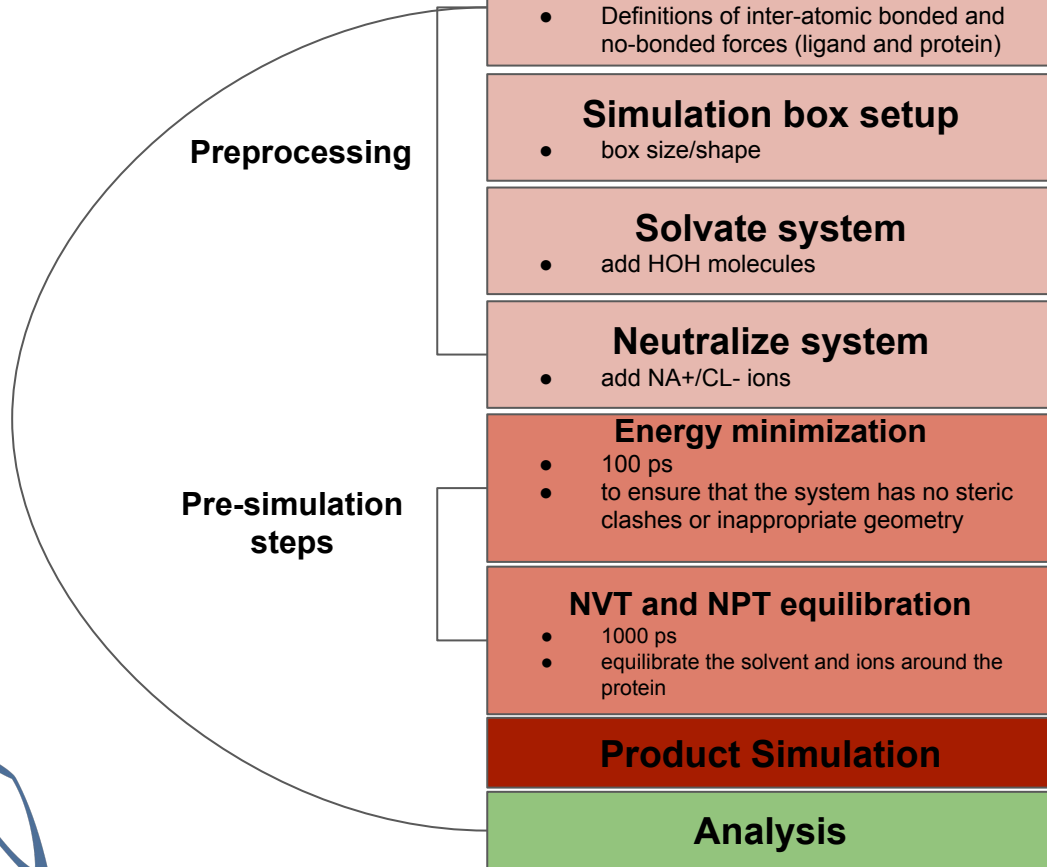 ● Definitions of inter-atomic bonded and
no-bonded forces (ligand and protein)
Simulation box setup
● box size/shape
Preprocessing
Solvate system
● add HOH molecules
Neutralize system
● add NA+/CL- ions
Energy minimization
● 100 ps
● to ensure that the system has no steric
clashes or inappropriate geometry
Pre-simulation
steps
NVT and NPT equilibration
● 1000 ps
● equilibrate the solvent and ions around the
protein
Product Simulation
Analysis